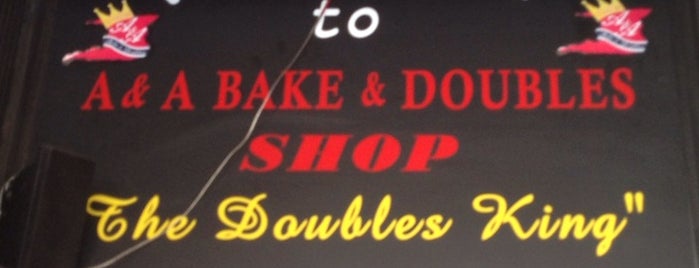 to
A & A BAKE & DOUBLES
SHOP
The Doubles King"